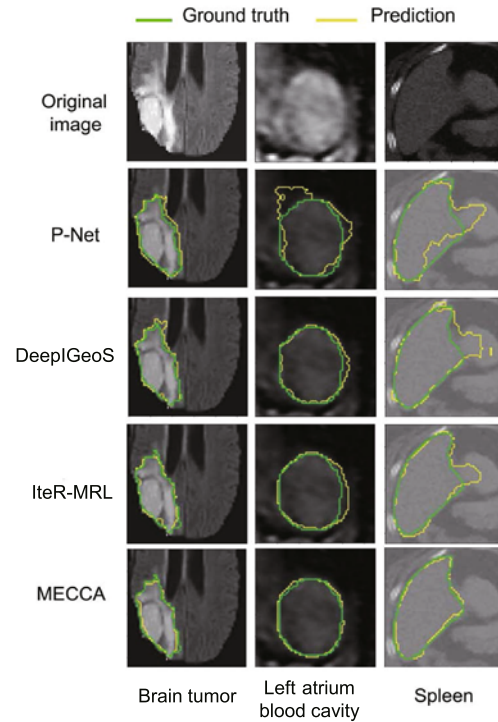 Ground truth
Prediction
Original
image
P-Net
DeepIGeoS
IteR-MRL
MECCA
Brain tumor
Left atrium
blood cavity
Spleen